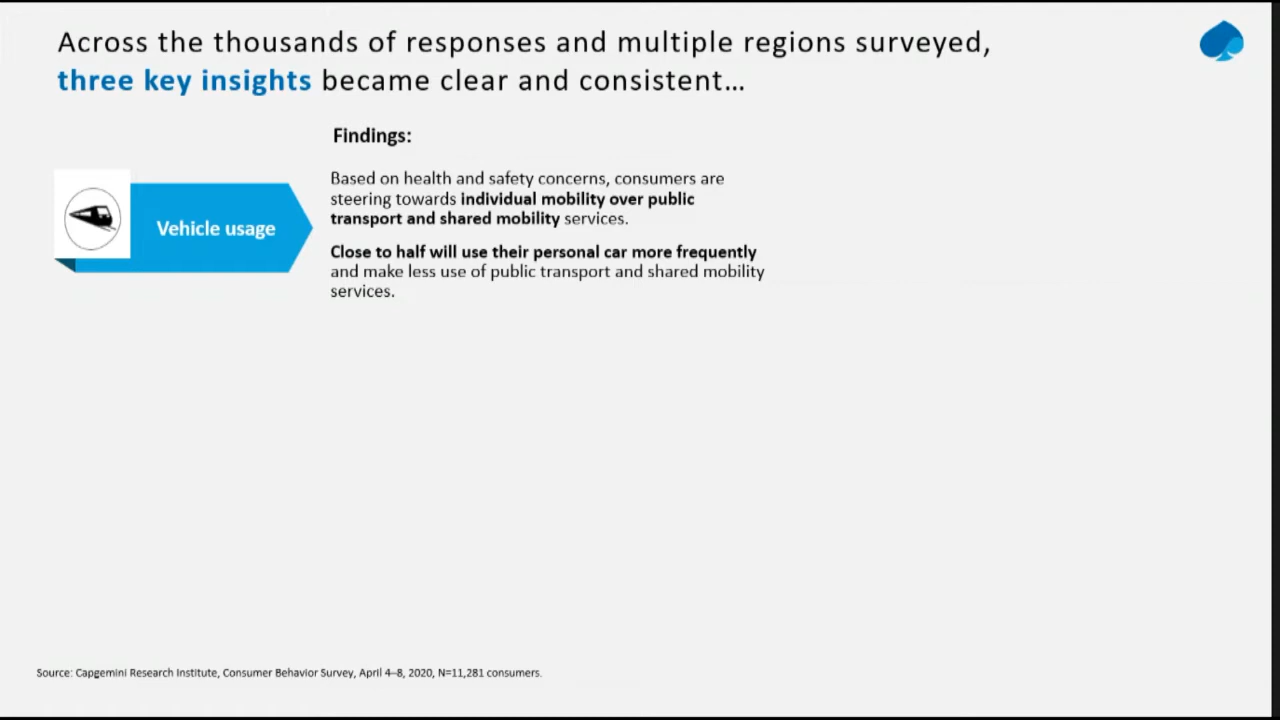 Across the thousands of responses and multiple regions surveyed,
three key insights became clear and consistent…
Findings:
Vehicle usage
Based on health and safety concerns, consumers are
steering towards individual mobility over public
transport and shared mobility services.
Close to half will use their personal car more frequently
and make less use of public transport and shared mobility
services.
Source: Capgemini Research Institute, Consumer Behavior Survey, April 4–8, 2020, N=11,281 consumers.